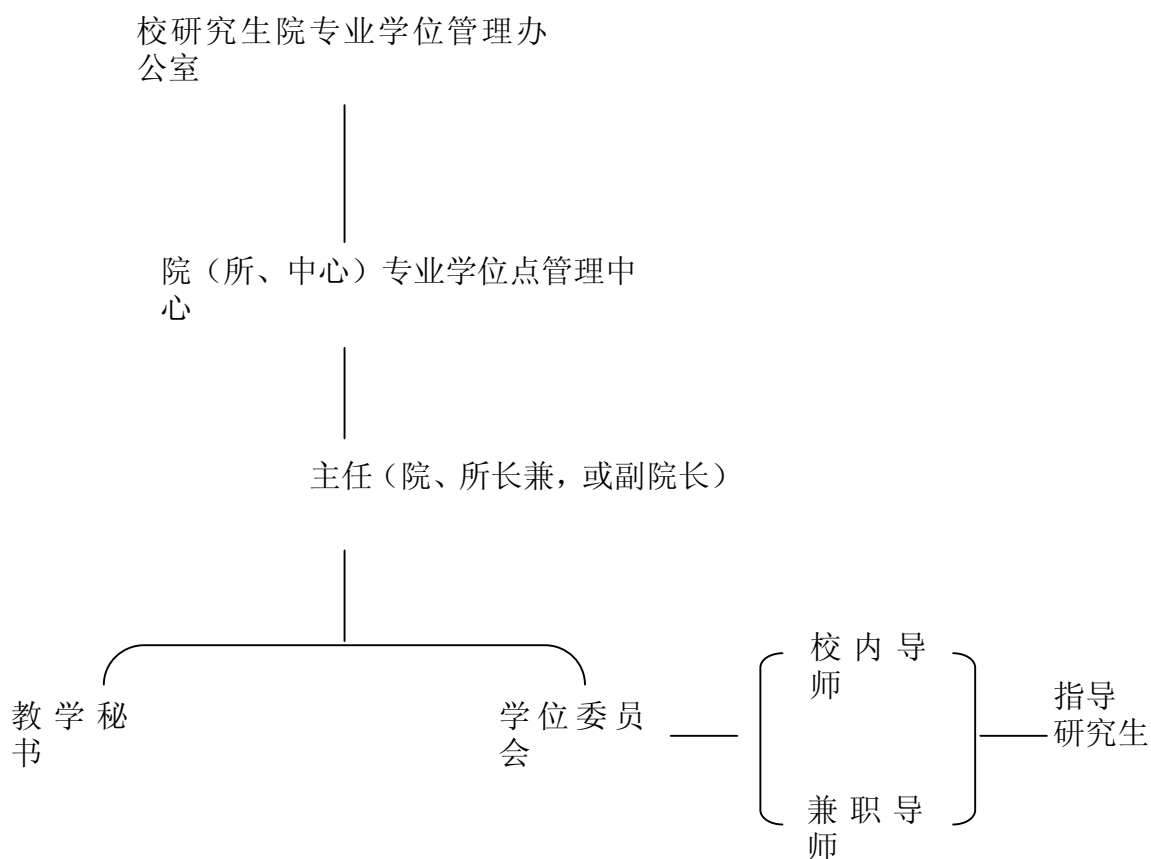 校研究生院专业学位管理办
公室
院（所、中心）专业学位点管理中
心
主任（院、所长兼，或副院长）
教学秘
书
学位委员
会
校内导
师
兼职导
师
指导
研究生